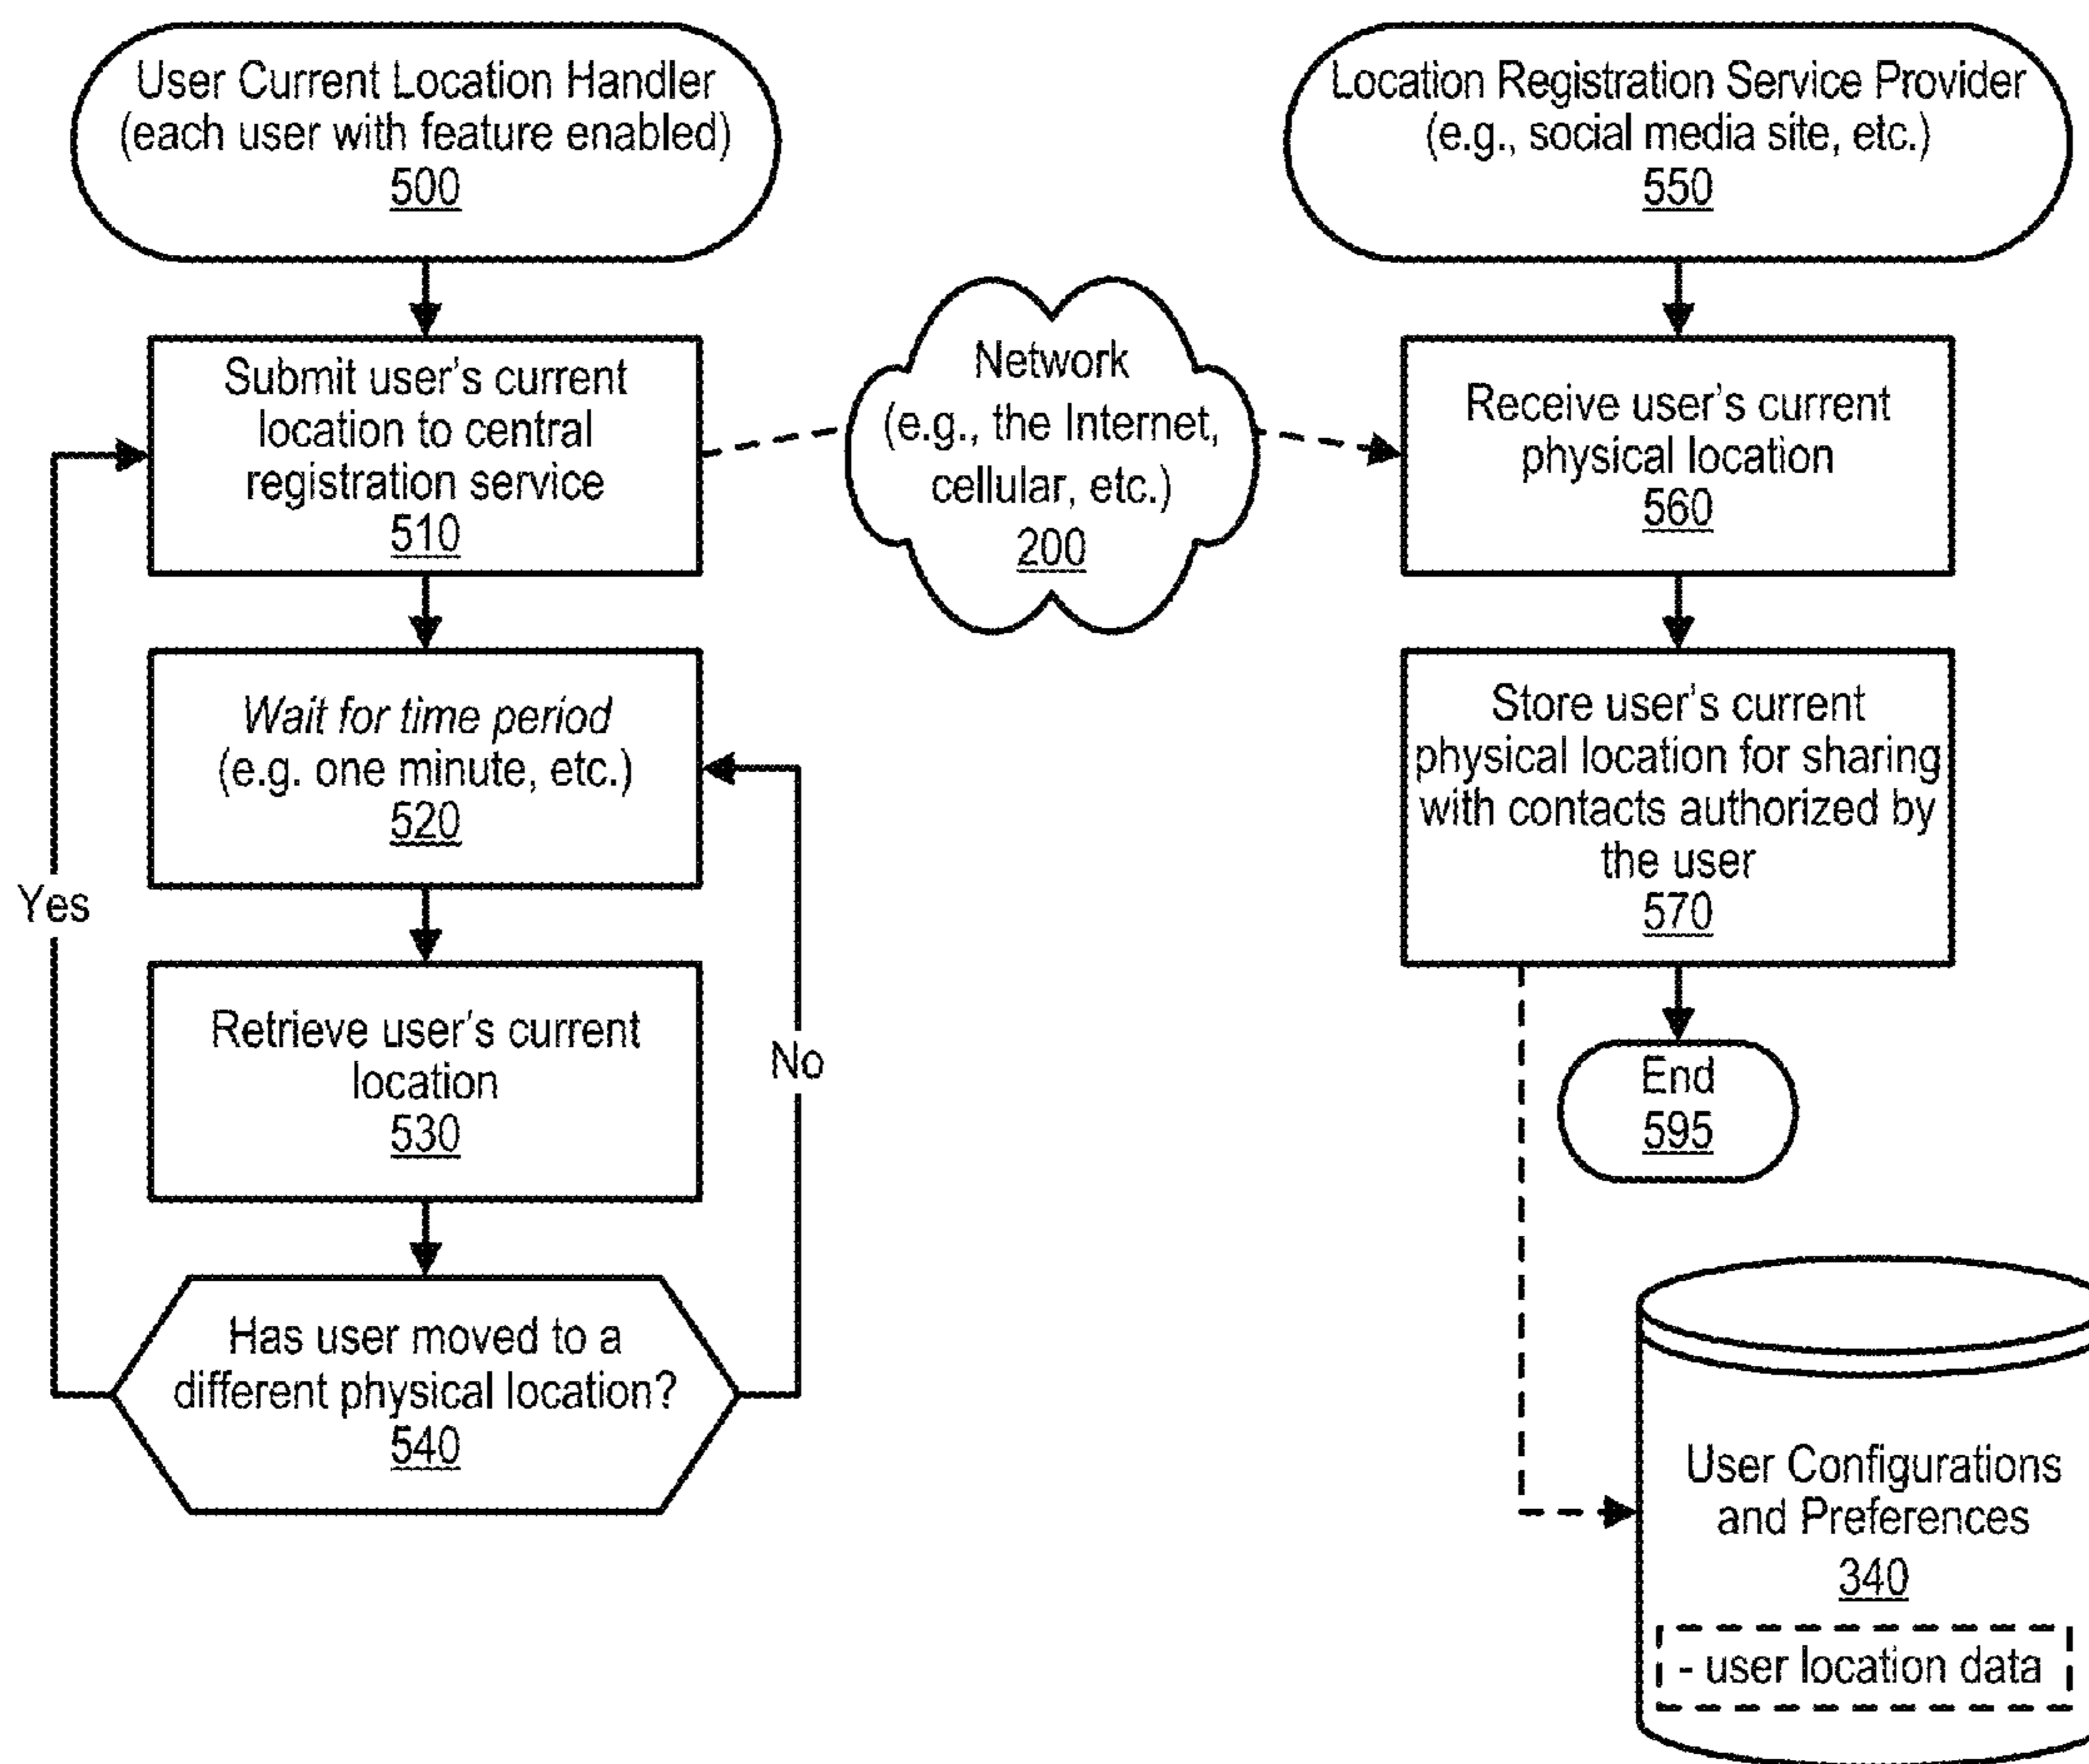 User Current Location Handler
(each user with feature enabled)
500
Submit user's current
location to central
registration service
510
Wait for time period
(e.g. one minute, etc.)
520
Yes
Retrieve user's current
location
530
No
Has user moved to a
different physical location?
540
Network
(e.g., the Internet,
cellular, etc.)
200
Location Registration Service Provider
(e.g., social media site, etc.)
550
Receive user's current
physical location
560
Store user's current
physical location for sharing
with contacts authorized by
the user
570
End
595
User Configurations
and Preferences
340
- user location data